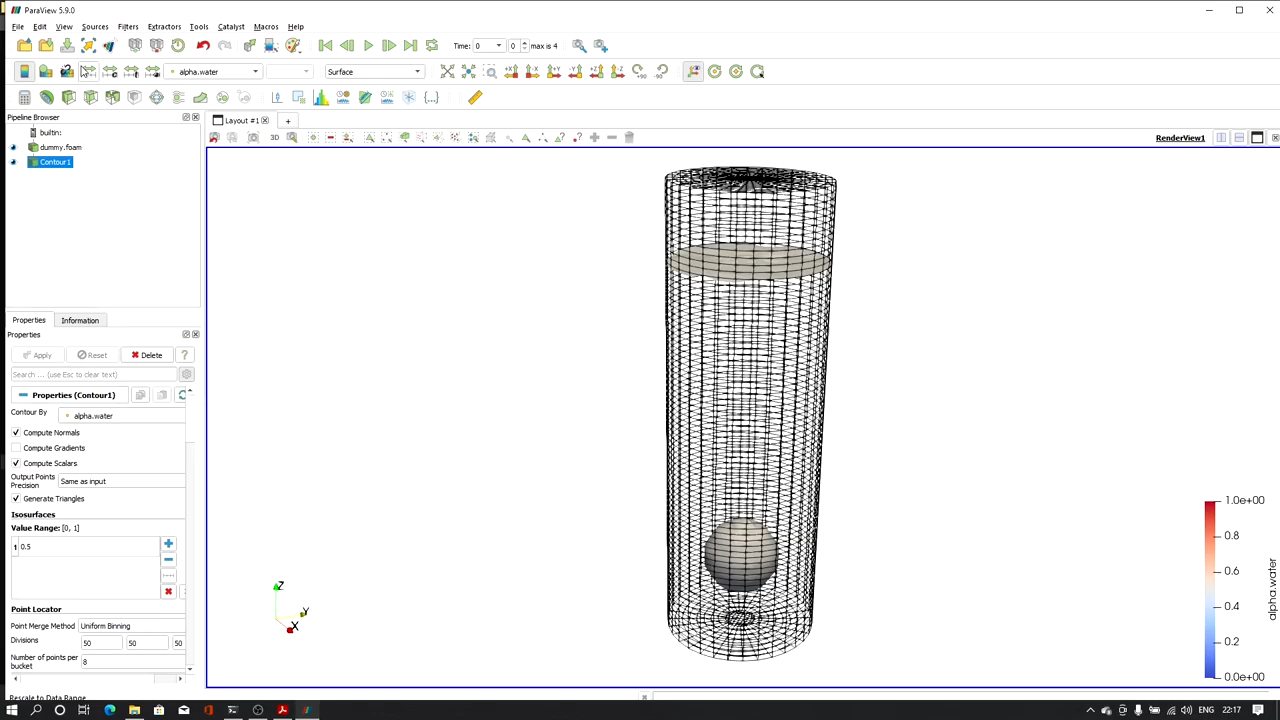 ParaView 5.9.0
File Edit View Sources Filters Extractors Tools Catalyst Macros Help
Time: 0 0 max is 4
alpha.water Surface
Pipeline Browser
Layout #1
builtin:
3D
RenderView1
dummy.foam
Contour1
Properties Information
Properties
Apply Reset Delete ?
Search ... (use Esc to clear text)
Properties (Contour1)
Contour By alpha.water
Compute Normals
Compute Gradients
Compute Scalars
Output Points Precision Same as input
Generate Triangles
Isosurfaces
Value Range: [0, 1]
1 0.5
Point Locator
Point Merge Method Uniform Binning
Divisions 50 50 50
Number of points per bucket 8
Rescale to Data Range
Z
Y
X
1.0e+00
0.8
0.6
0.4
0.2
0.0e+00
alpha.water
ENG 22:17